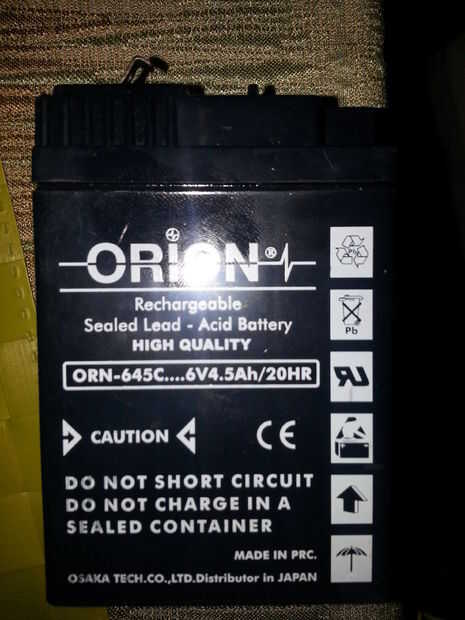 ORION®
Rechargeable
Sealed Lead - Acid Battery
HIGH QUALITY
ORN-645C....6V4.5Ah/20HR
CAUTION
CE
DO NOT SHORT CIRCUIT
DO NOT CHARGE IN A
SEALED CONTAINER
MADE IN PRC.
OSAKA TECH.CO.,LTD.Distributor in JAPAN
Pb
Pb